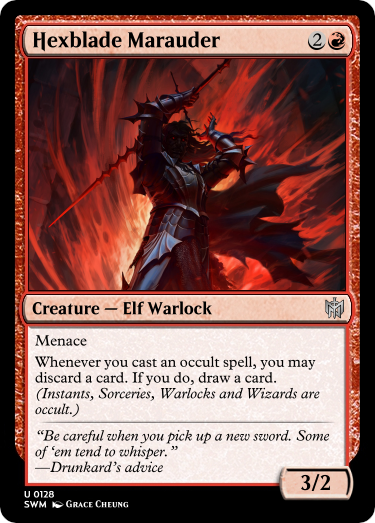 Hexblade Marauder 2
Creature — Elf Warlock
Menace
Whenever you cast an occult spell, you may
discard a card. If you do, draw a card.
(Instants, Sorceries, Warlocks and Wizards are
occult.)
“Be careful when you pick up a new sword. Some
of ’em tend to whisper.”
—Drunkard’s advice
3/2
U 0128
SWM Grace Cheung